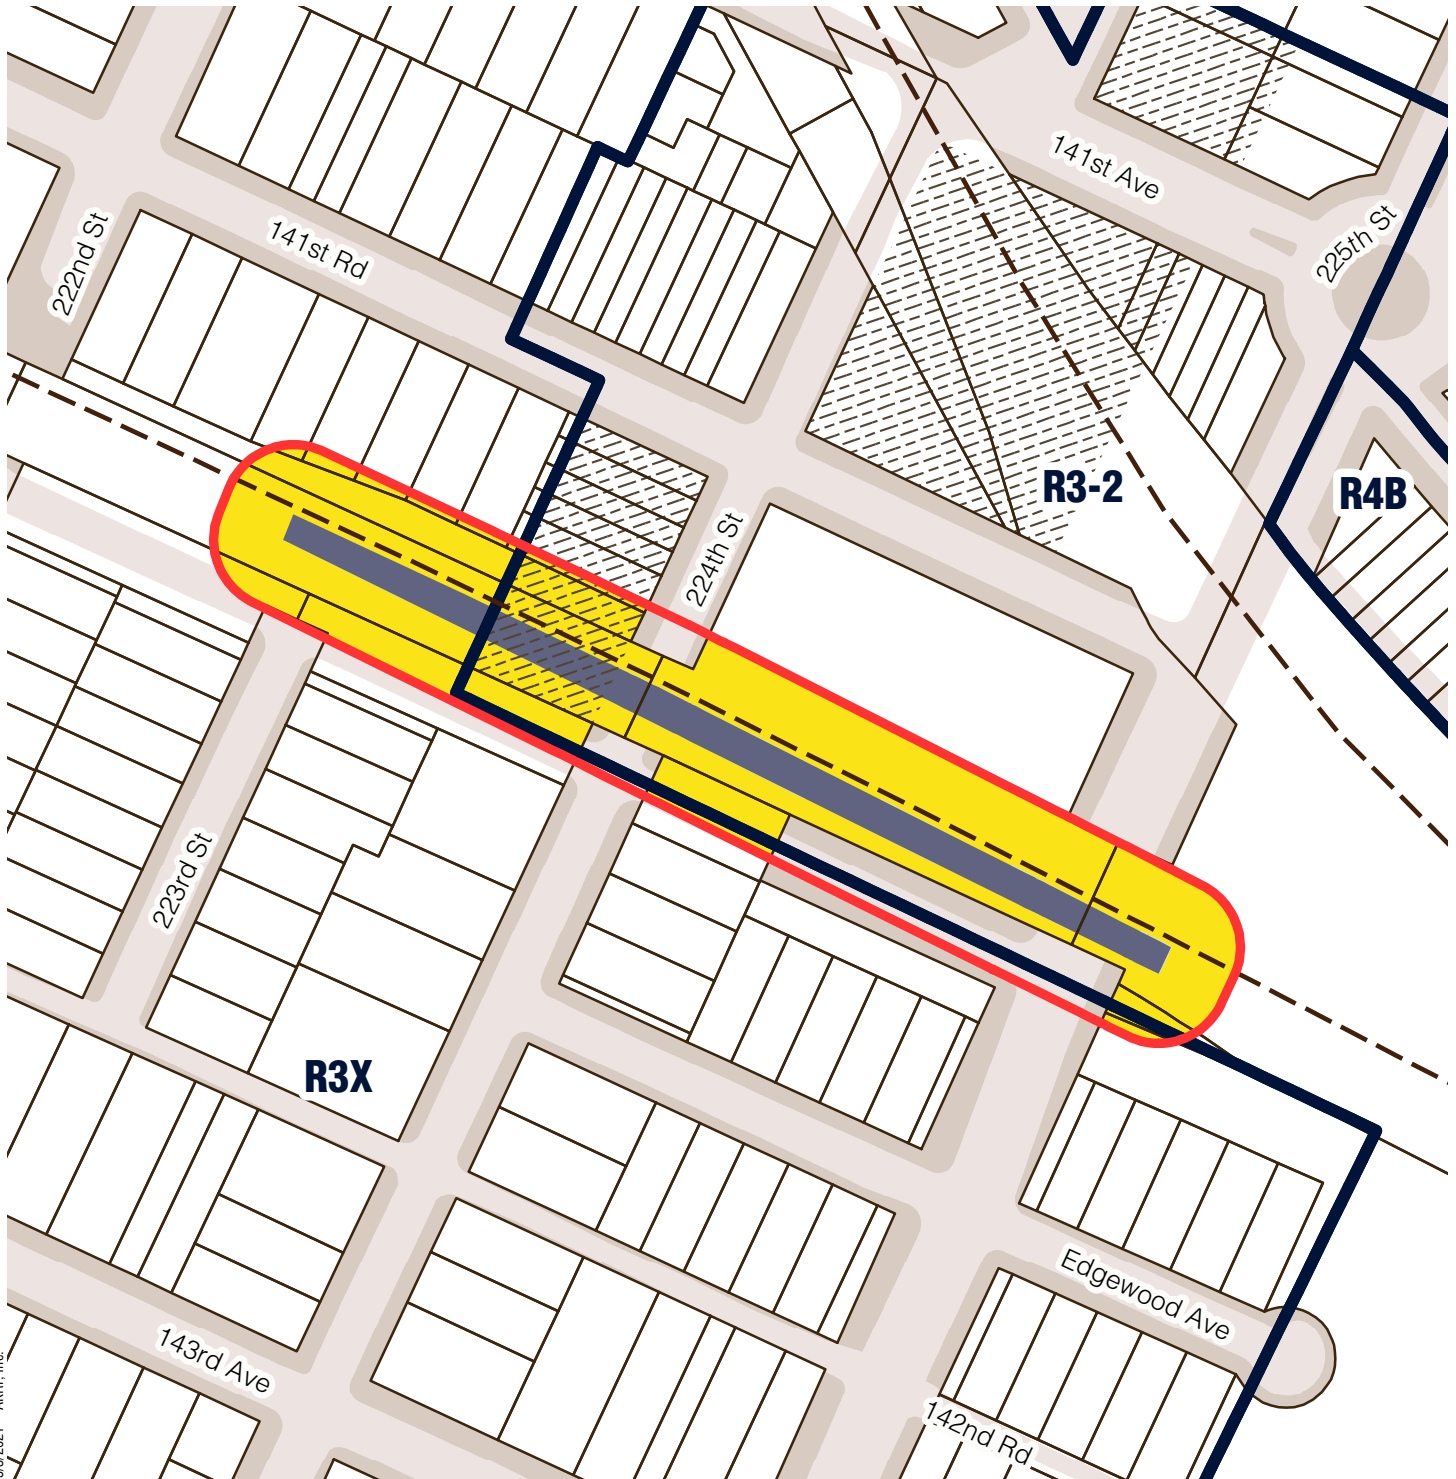 141st Ave
225th St
222nd St
141st Rd
R3-2
R4B
224th St
223rd St
R3X
Edgewood Ave
143rd Ave
142nd Rd